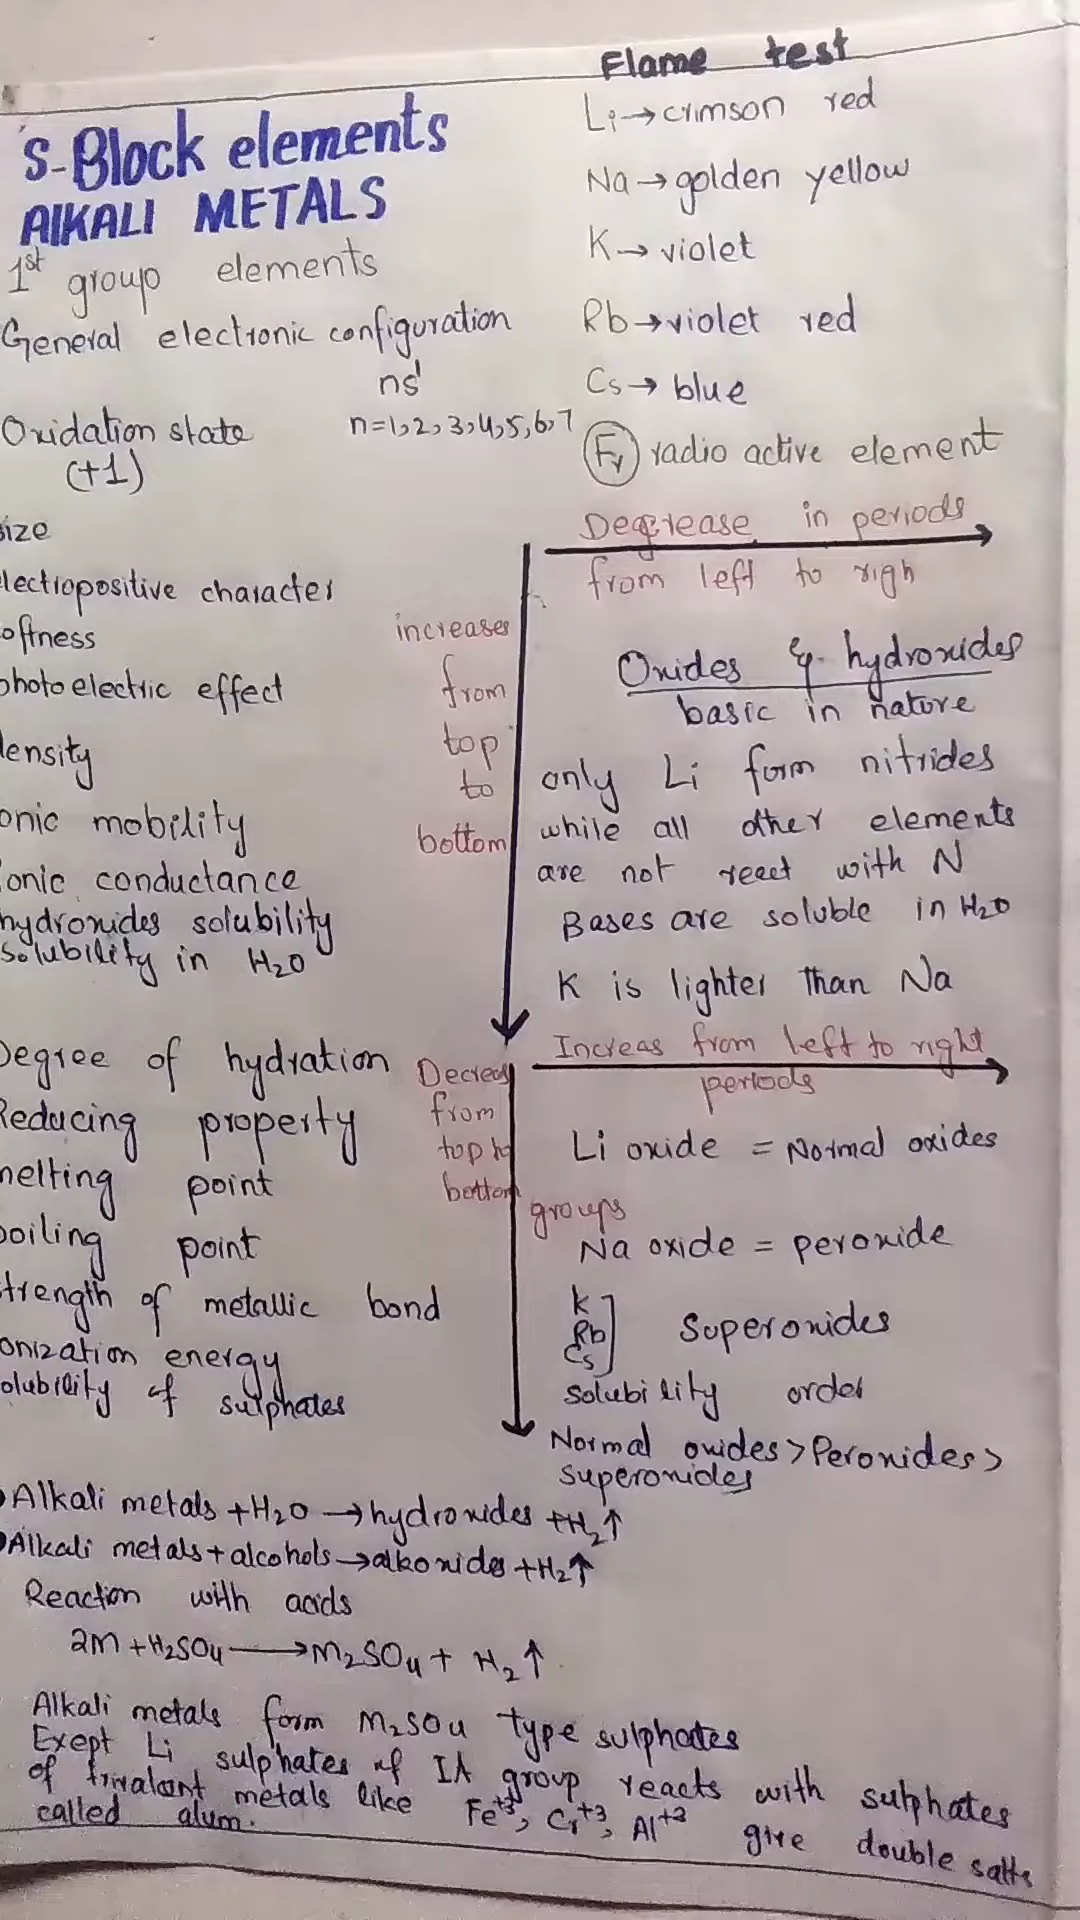 Flame test
s-Block elements
AlKALI METALS
1st group elements
General electronic configuration
ns¹
n=1,2,3,4,5,6,7
Oxidation state
(+1)
Li→crimson red
Na→golden yellow
K→violet
Rb→violet red
Cs→blue
Fr radio active element
Decrease in periods
from left to righ
ize
lectropositive character
oftness
photoelectric effect
density
onic mobility
ionic conductance
hydroxides solubility
solubility in H2O
increases
from
top
to
bottom
Oxides & hydroxides
basic in nature
only Li form nitrides
while all other elements
are not react with N
Bases are soluble in H2O
K is lighter than Na
Increas from left to right
periods
Degree of hydration
Reducing property
melting point
boiling point
trength of metallic bond
onization energy
olubility of sulphates
Decreas
from
top to
bottom
groups
Li oxide = Normal oxides
Na oxide = peroxide
K
Rb
Cs
Superoxides
solubility order
Normal oxides>Peroxides>
superoxides
Alkali metals+H2O→hydroxides+H2↑
Alkali metals+alcohols→alkoxides+H2↑
Reaction with acids
2M+H2SO4→M2SO4+H2↑
Alkali metals form M2SO4 type sulphates
Exept Li sulphates of IA group reacts with sulphates
of trivalant metals like Fe+3, Cr+3, Al+3 give double salts
called alum.